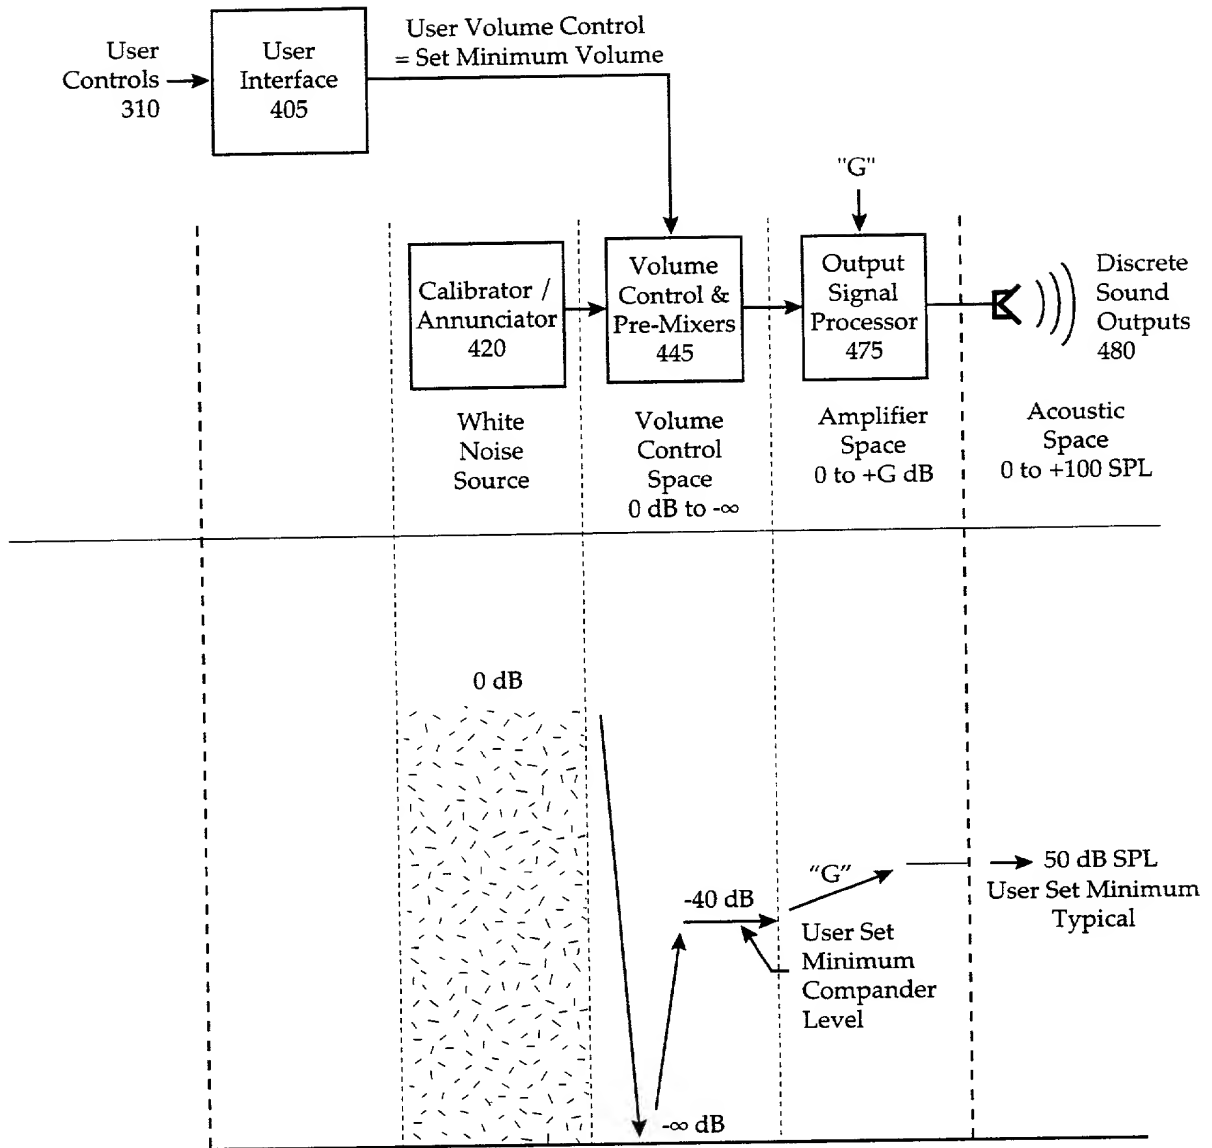 User Controls 310
User Interface 405
User Volume Control
= Set Minimum Volume
"G"
Calibrator /
Annunciator
420
Volume
Control &
Pre-Mixers
445
Output
Signal
Processor
475
Discrete
Sound
Outputs
480
White
Noise
Source
Volume
Control
Space
0 dB to -∞
Amplifier
Space
0 to +G dB
Acoustic
Space
0 to +100 SPL
0 dB
-∞ dB
-40 dB
"G"
User Set
Minimum
Compander
Level
50 dB SPL
User Set Minimum
Typical